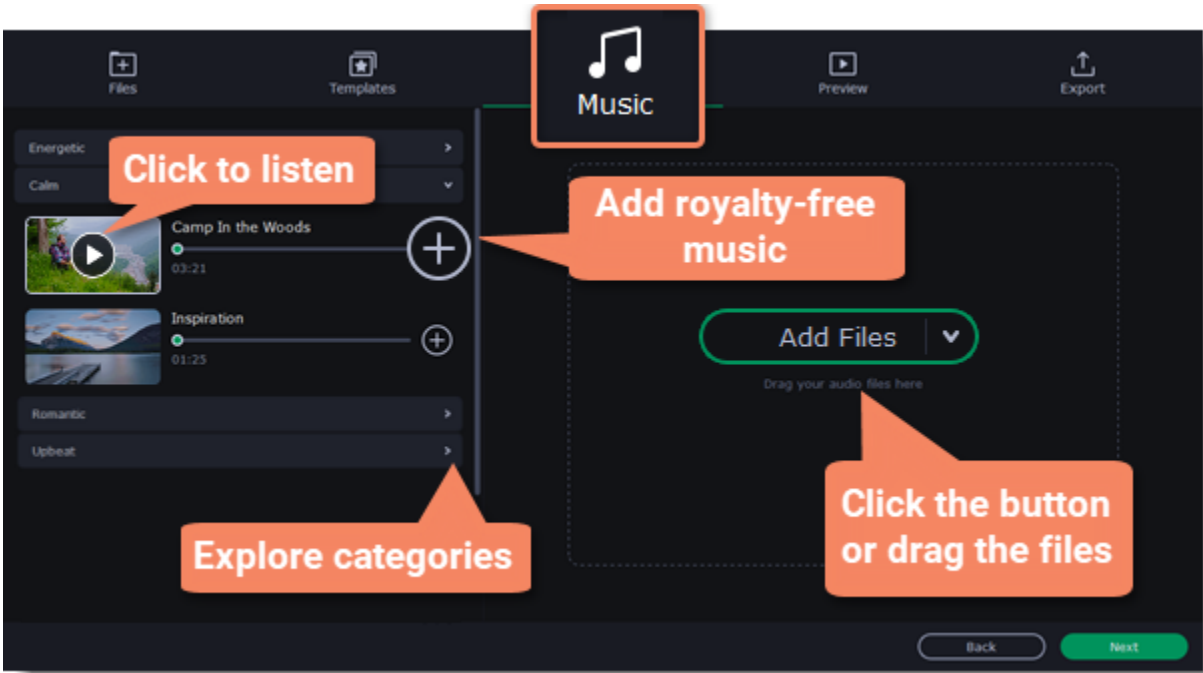 Files
Templates
Music
Preview
Export
Energetic
Click to listen
Calm
Camp In the Woods
03:21
Add royalty-free
music
Inspiration
01:25
Add Files
Drag your audio files here
Romantic
Upbeat
Explore categories
Click the button
or drag the files
Back
Next